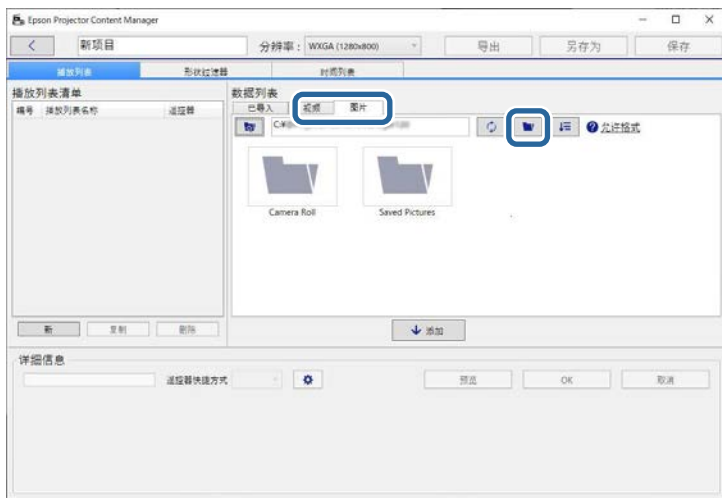 Epson Projector Content Manager
新项目
分辨率： WXGA (1280x800)
导出
另存为
保存
播放列表
形状过滤器
时间列表
播放列表清单
编号 播放列表名称 遥控器
数据列表
已导入 视频 图片
允许格式
Camera Roll
Saved Pictures
添加
新 复制 删除
详细信息
遥控器快捷方式
预览
OK
取消